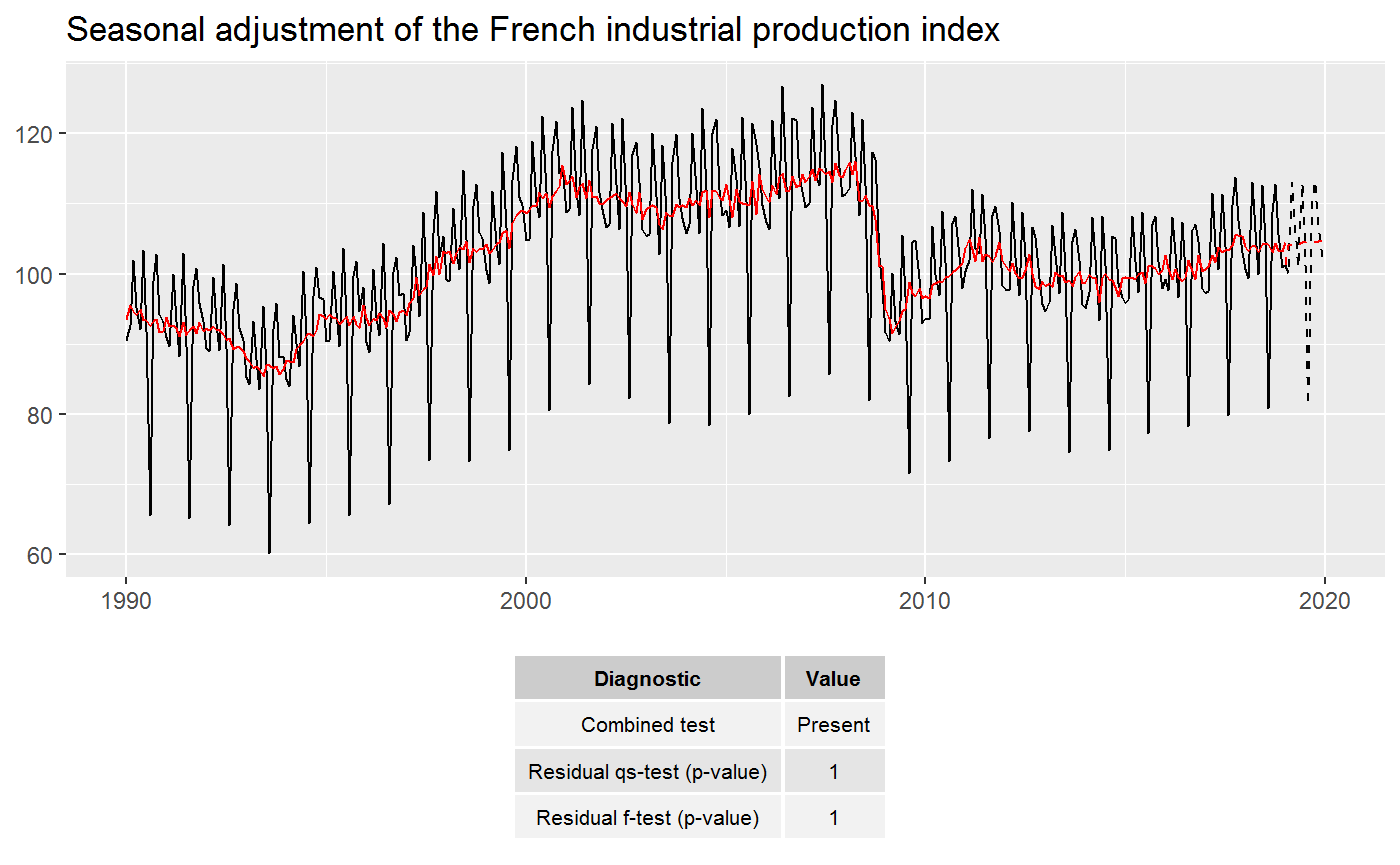 Seasonal adjustment of the French industrial production index
120
100
80
60
1990 2000 2010 2020
Diagnostic Value
Combined test Present
Residual qs-test (p-value) 1
Residual f-test (p-value) 1